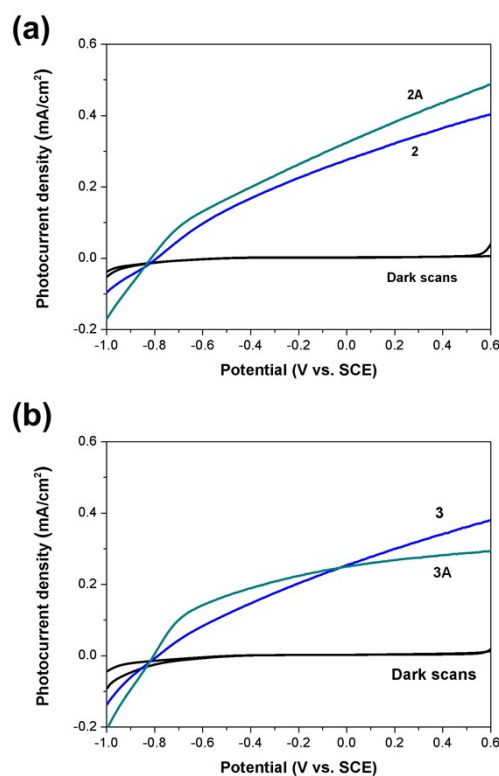 (a)
0.6
0.4
0.2
0.0
-0.2
Photocurrent density (mA/cm²)
2A
2
Dark scans
-1.0 -0.8 -0.6 -0.4 -0.2 0.0 0.2 0.4 0.6
Potential (V vs. SCE)
(b)
0.6
0.4
0.2
0.0
-0.2
Photocurrent density (mA/cm²)
3
3A
Dark scans
-1.0 -0.8 -0.6 -0.4 -0.2 0.0 0.2 0.4 0.6
Potential (V vs. SCE)